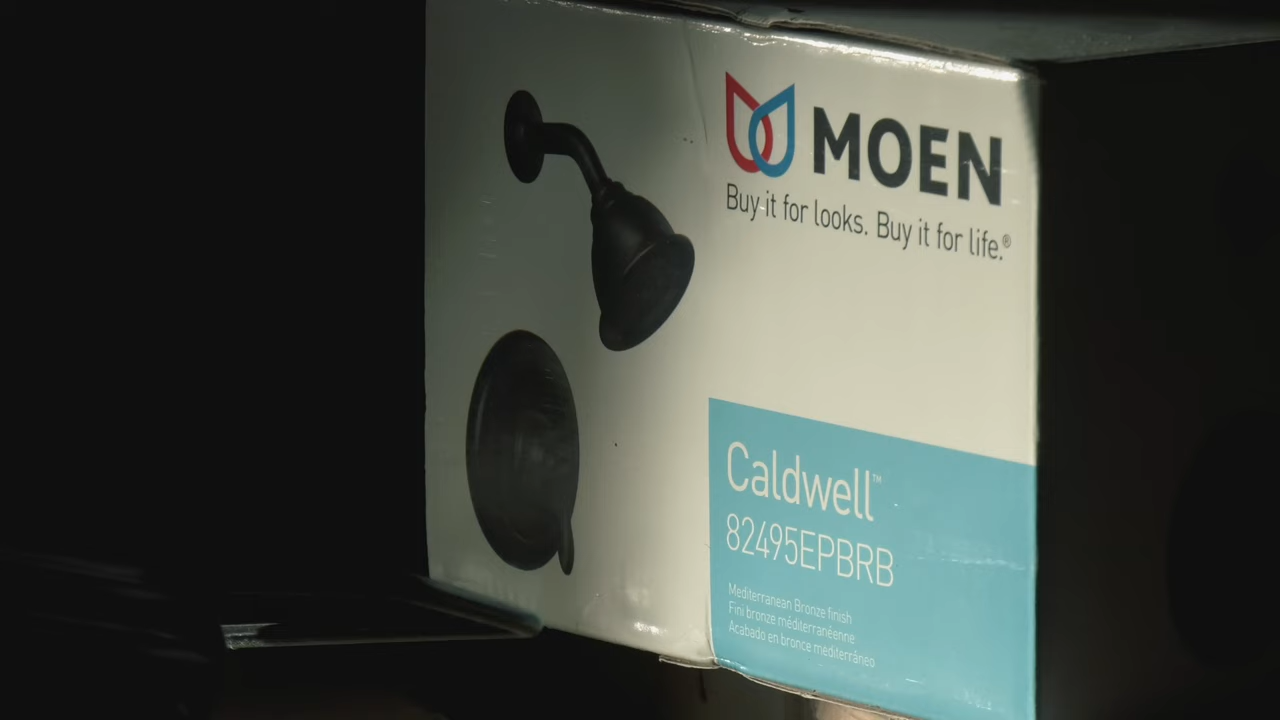 MOEN
Buy it for looks. Buy it for life.®
Caldwell™
82495EPBRB
Mediterranean Bronze finish
Fini bronze méditerranéenne
Acabado en bronce mediterráneo